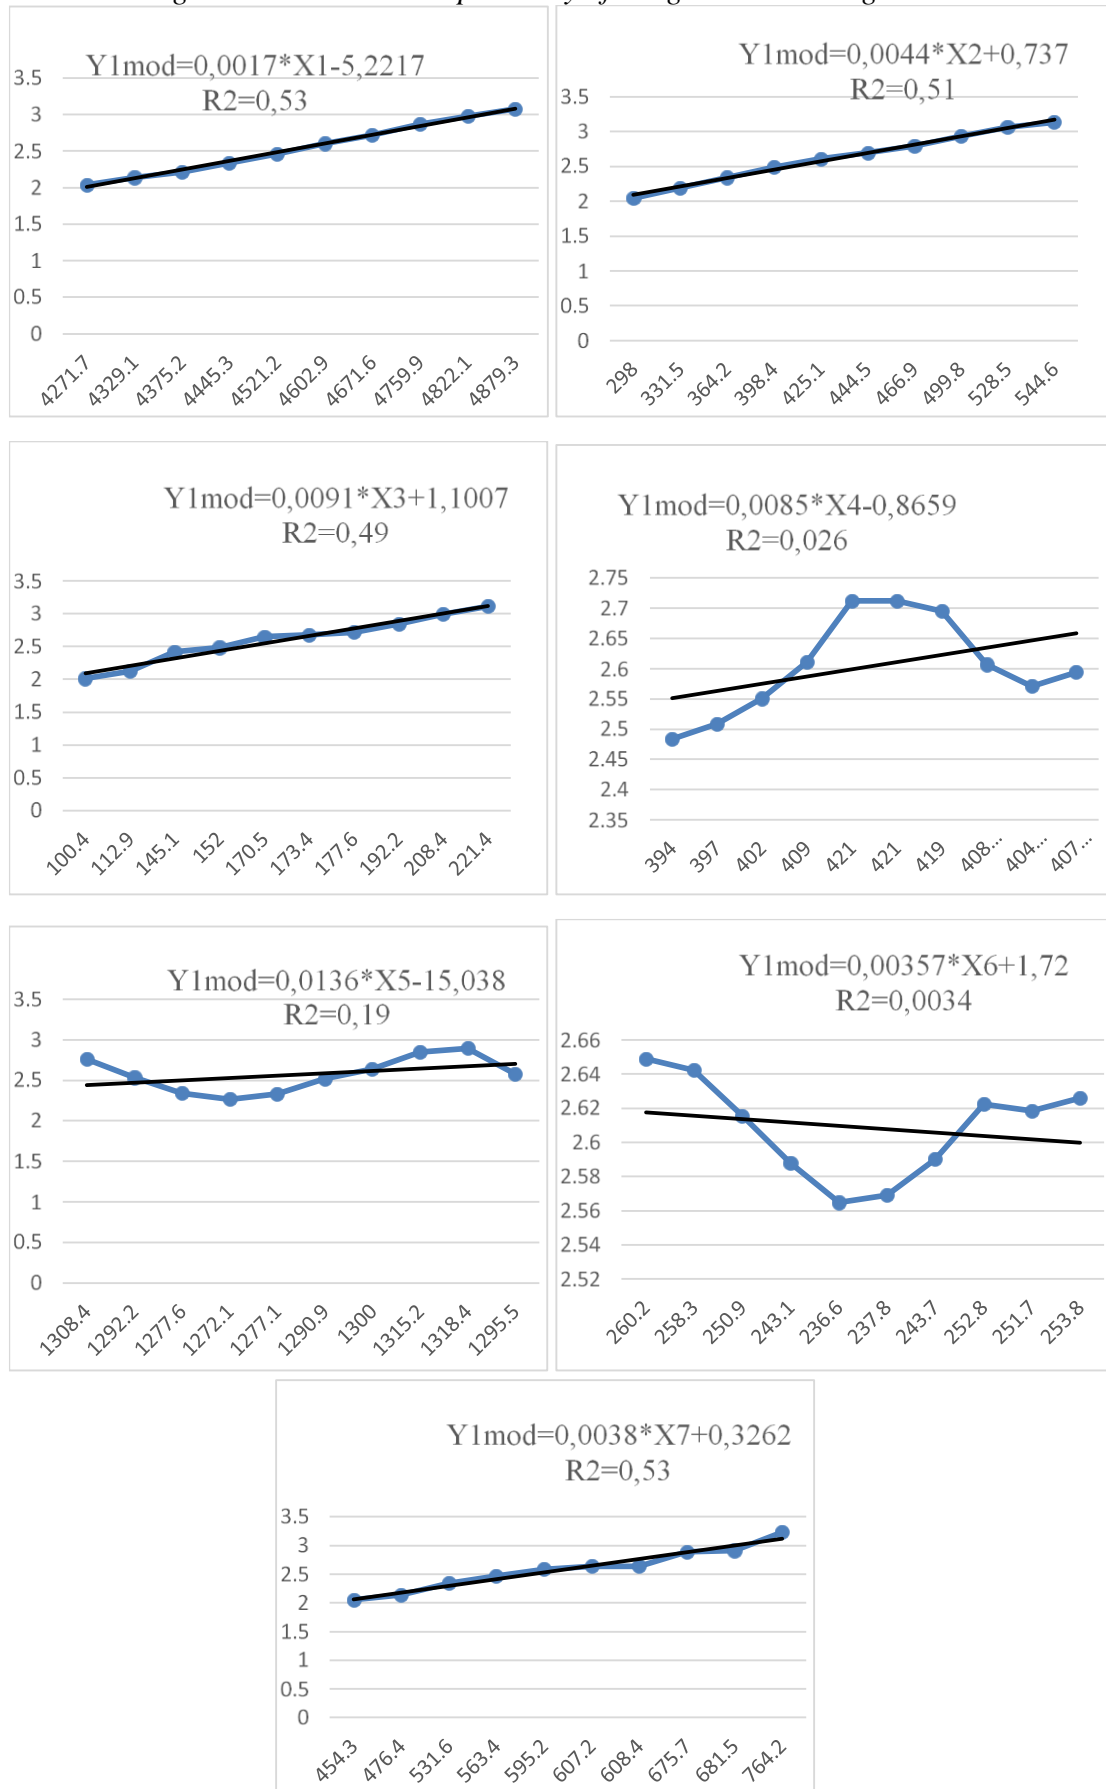 Y1mod=0,0017*X1-5,2217
R2=0,53
3.5
3
2.5
2
1.5
1
0.5
0
4271.7 4329.1 4375.2 4445.3 4521.2 4602.9 4671.6 4759.9 4822.1 4879.3
Y1mod=0,0044*X2+0,737
R2=0,51
3.5
3
2.5
2
1.5
1
0.5
0
298 331.5 364.2 398.4 425.1 444.5 466.9 499.8 528.5 544.6
Y1mod=0,0091*X3+1,1007
R2=0,49
3.5
3
2.5
2
1.5
1
0.5
0
100.4 112.9 145.1 152 170.5 173.4 177.6 192.2 208.4 221.4
Y1mod=0,0085*X4-0,8659
R2=0,026
2.75
2.7
2.65
2.6
2.55
2.5
2.45
2.4
2.35
394 397 402 409 421 421 419 408... 404... 407...
Y1mod=0,0136*X5-15,038
R2=0,19
3.5
3
2.5
2
1.5
1
0.5
0
1308.4 1292.2 1277.6 1272.1 1277.1 1290.9 1300 1315.2 1318.4 1295.5
Y1mod=0,00357*X6+1,72
R2=0,0034
2.66
2.64
2.62
2.6
2.58
2.56
2.54
2.52
260.2 258.3 250.9 243.1 236.6 237.8 243.7 252.8 251.7 253.8
Y1mod=0,0038*X7+0,3262
R2=0,53
3.5
3
2.5
2
1.5
1
0.5
0
454.3 476.4 531.6 563.4 595.2 607.2 608.4 675.7 681.5 764.2